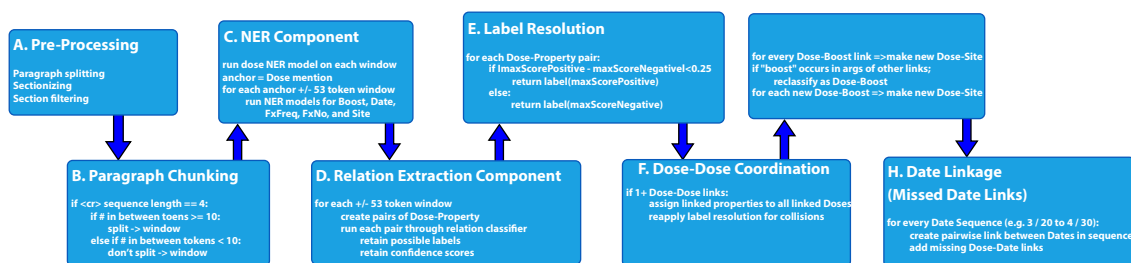 A. Pre-Processing
Paragraph splitting
Sectionizing
Section filtering
B. Paragraph Chunking
if <cr> sequence length == 4:
if # in between toens >= 10:
split -> window
else if # in between tokens < 10:
don't split -> window
C. NER Component
run dose NER model on each window
anchor = Dose mention
for each anchor +/- 53 token window
run NER models for Boost, Date,
FxFreq, FxNo, and Site
D. Relation Extraction Component
for each +/- 53 token window
create pairs of Dose-Property
run each pair through relation classifier
retain possible labels
retain confidence scores
E. Label Resolution
for each Dose-Property pair:
if ImaxScorePositive - maxScoreNegativeI<0.25
return label(maxScorePositive)
else:
return label(maxScoreNegative)
F. Dose-Dose Coordination
if 1+ Dose-Dose links:
assign linked properties to all linked Doses
reapply label resolution for collisions
for every Dose-Boost link =>make new Dose-Site
if "boost" occurs in args of other links;
reclassify as Dose-Boost
for each new Dose-Boost => make new Dose-Site
H. Date Linkage
(Missed Date Links)
for every Date Sequence (e.g. 3 / 20 to 4 / 30):
create pairwise link between Dates in sequence
add missing Dose-Date links